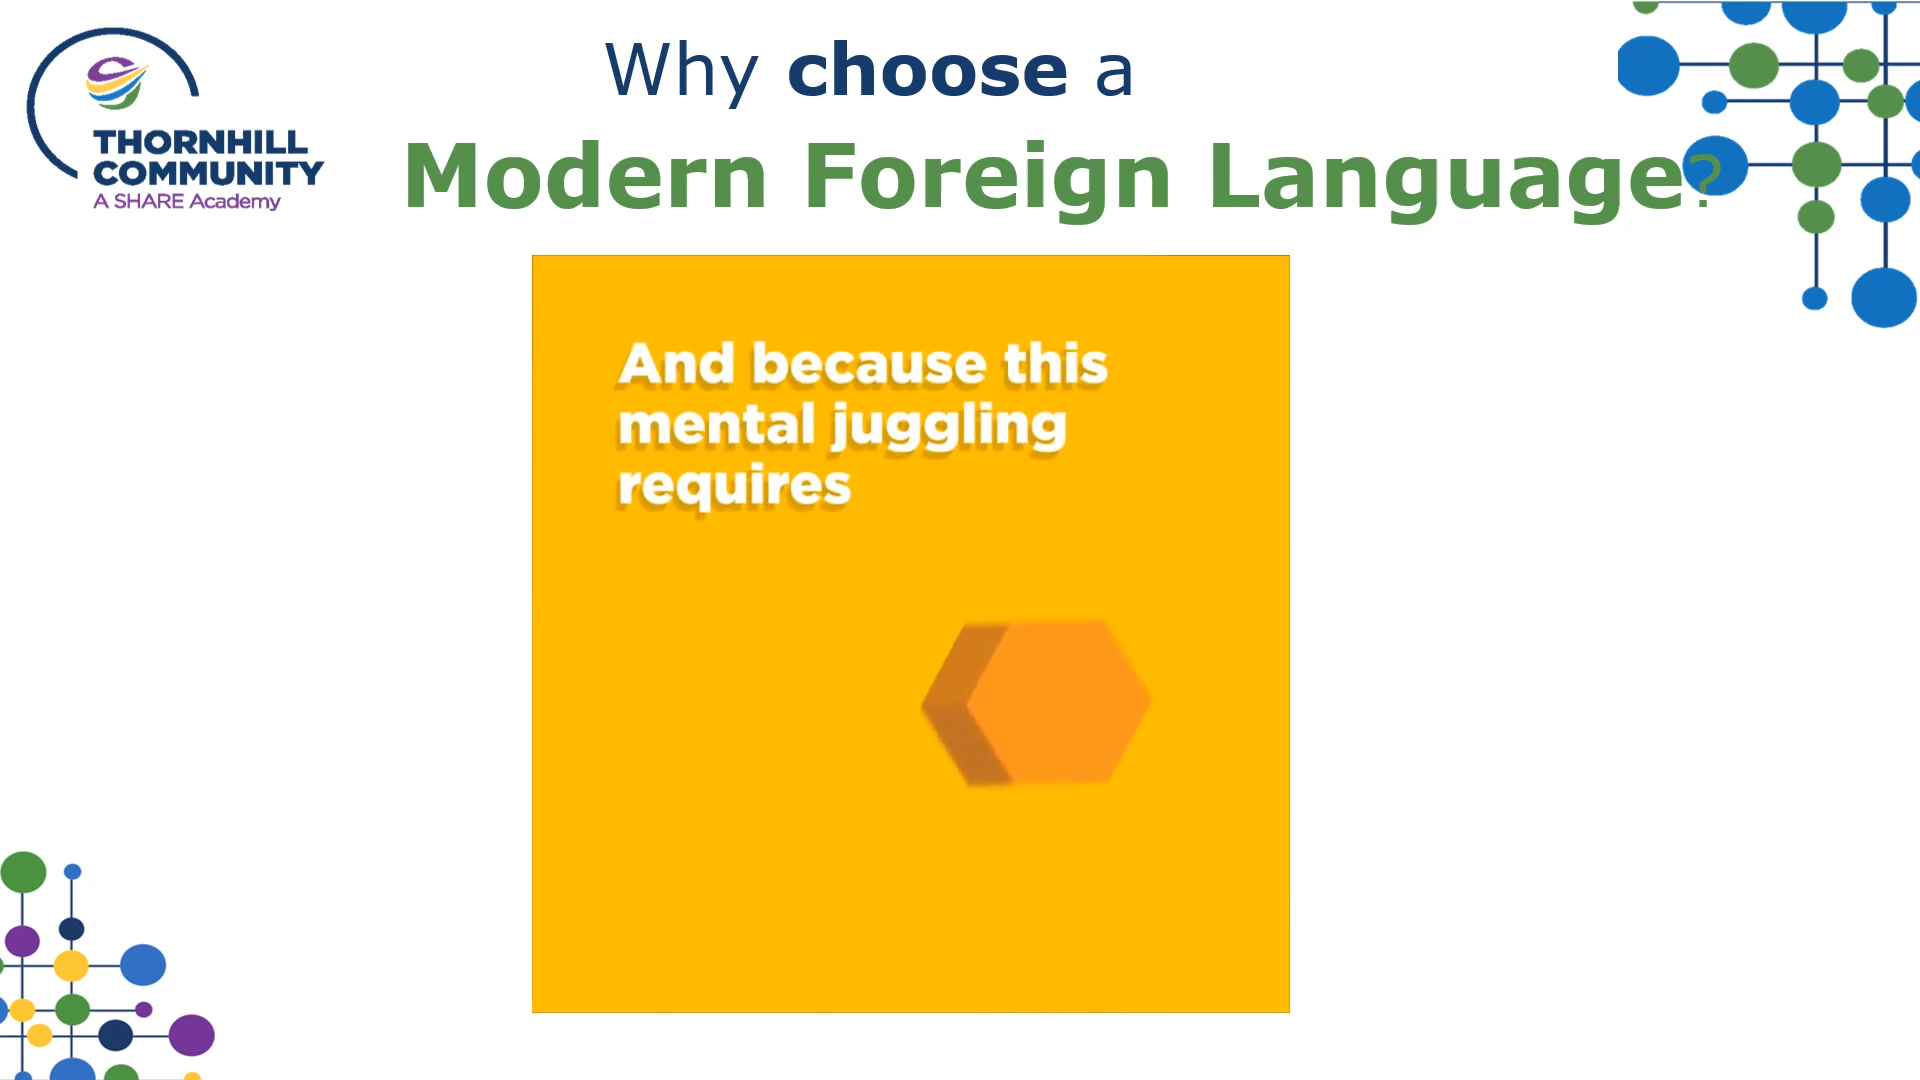 THORNHILL
COMMUNITY
A SHARE Academy
Why choose a
Modern Foreign Language?
And because this
mental juggling
requires